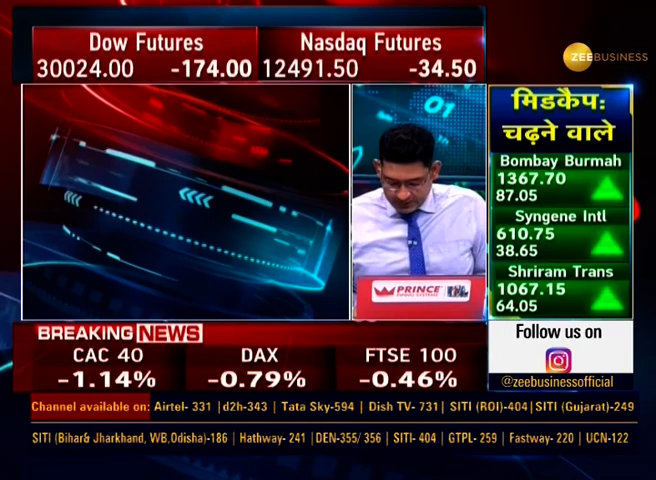 Dow Futures
30024.00 -174.00
Nasdaq Futures
12491.50 -34.50
ZEE BUSINESS
01
मिडकैप:
चढ़ने वाले
Bombay Burmah
1367.70
87.05
Syngene Intl
610.75
38.65
Shriram Trans
1067.15
64.05
PRINCE
PIPING SYSTEMS
BREAKING NEWS
CAC 40
-1.14%
DAX
-0.79%
FTSE 100
-0.46%
Follow us on
@zeebusinessofficial
Channel available on: Airtel- 331 |d2h-343 | Tata Sky-594 | Dish TV- 731| SITI (ROI)-404|SITI (Gujarat)-249
SITI (Bihar& Jharkhand, WB,Odisha)-186 | Hathway- 241 |DEN-355/ 356 | SITI- 404 | GTPL- 259 | Fastway- 220 | UCN-122